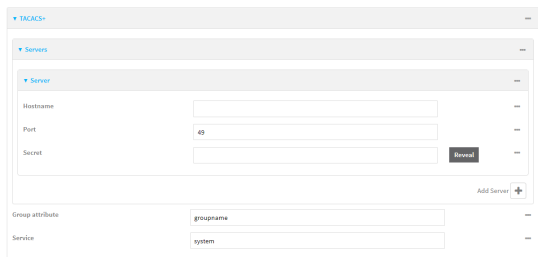 TACACS+
Servers
Server
Hostname
Port 49
Secret Reveal
Add Server
Group attribute groupname
Service system